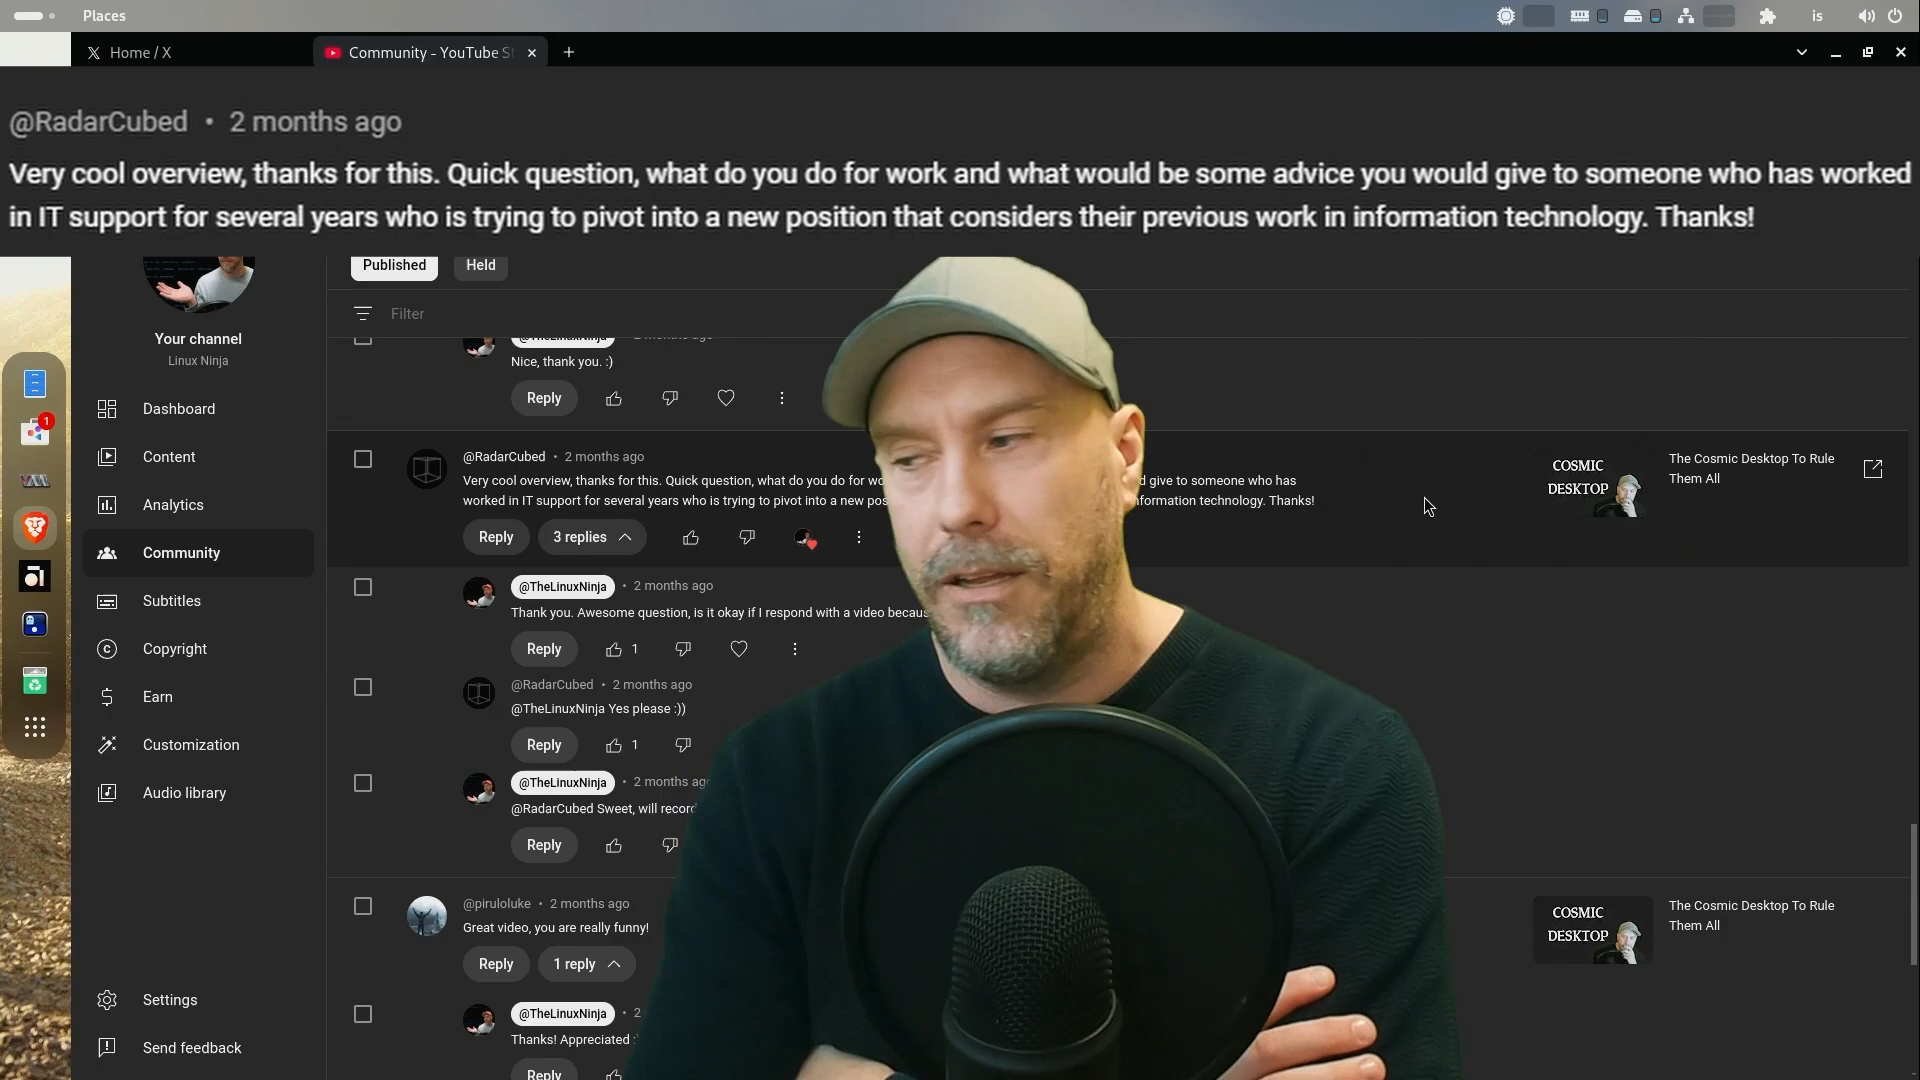 Places
is
Home / X
Community - YouTube S
@RadarCubed • 2 months ago
Very cool overview, thanks for this. Quick question, what do you do for work and what would be some advice you would give to someone who has worked
in IT support for several years who is trying to pivot into a new position that considers their previous work in information technology. Thanks!
Your channel
Linux Ninja
Dashboard
Content
Analytics
Community
Subtitles
Copyright
Earn
Customization
Audio library
Settings
Send feedback
1
Published Held
Filter
@TheLinuxNinja 2 months ago
Nice, thank you. :)
Reply
@RadarCubed • 2 months ago
Very cool overview, thanks for this. Quick question, what do you do for wo d give to someone who has
worked in IT support for several years who is trying to pivot into a new pos nformation technology. Thanks!
Reply 3 replies
COSMIC
DESKTOP
The Cosmic Desktop To Rule
Them All
@TheLinuxNinja • 2 months ago
Thank you. Awesome question, is it okay if I respond with a video becau
Reply 1
@RadarCubed • 2 months ago
@TheLinuxNinja Yes please :))
Reply 1
@TheLinuxNinja • 2 months ago
@RadarCubed Sweet, will recor
Reply
@piruloluke • 2 months ago
Great video, you are really funny!
Reply 1 reply
COSMIC
DESKTOP
The Cosmic Desktop To Rule
Them All
@TheLinuxNinja • 2
Thanks! Appreciated :
Reply